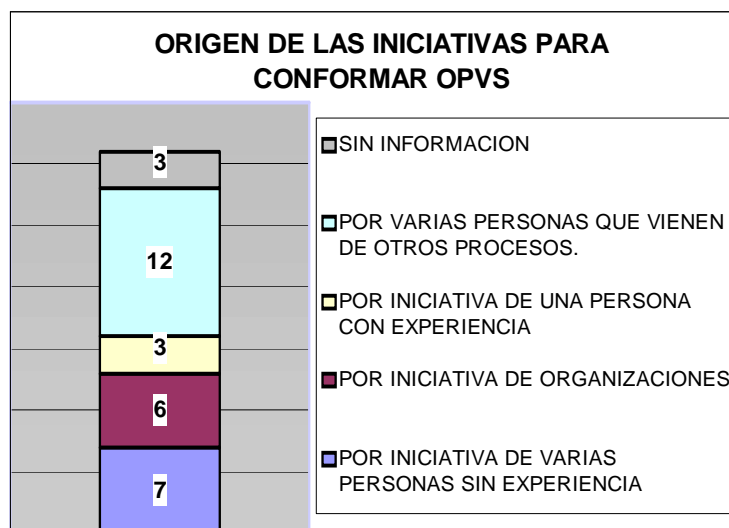 ORIGEN DE LAS INICIATIVAS PARA
CONFORMAR OPVS
3
12
3
6
7
SIN INFORMACION
POR VARIAS PERSONAS QUE VIENEN
DE OTROS PROCESOS.
POR INICIATIVA DE UNA PERSONA
CON EXPERIENCIA
POR INICIATIVA DE ORGANIZACIONES
POR INICIATIVA DE VARIAS
PERSONAS SIN EXPERIENCIA